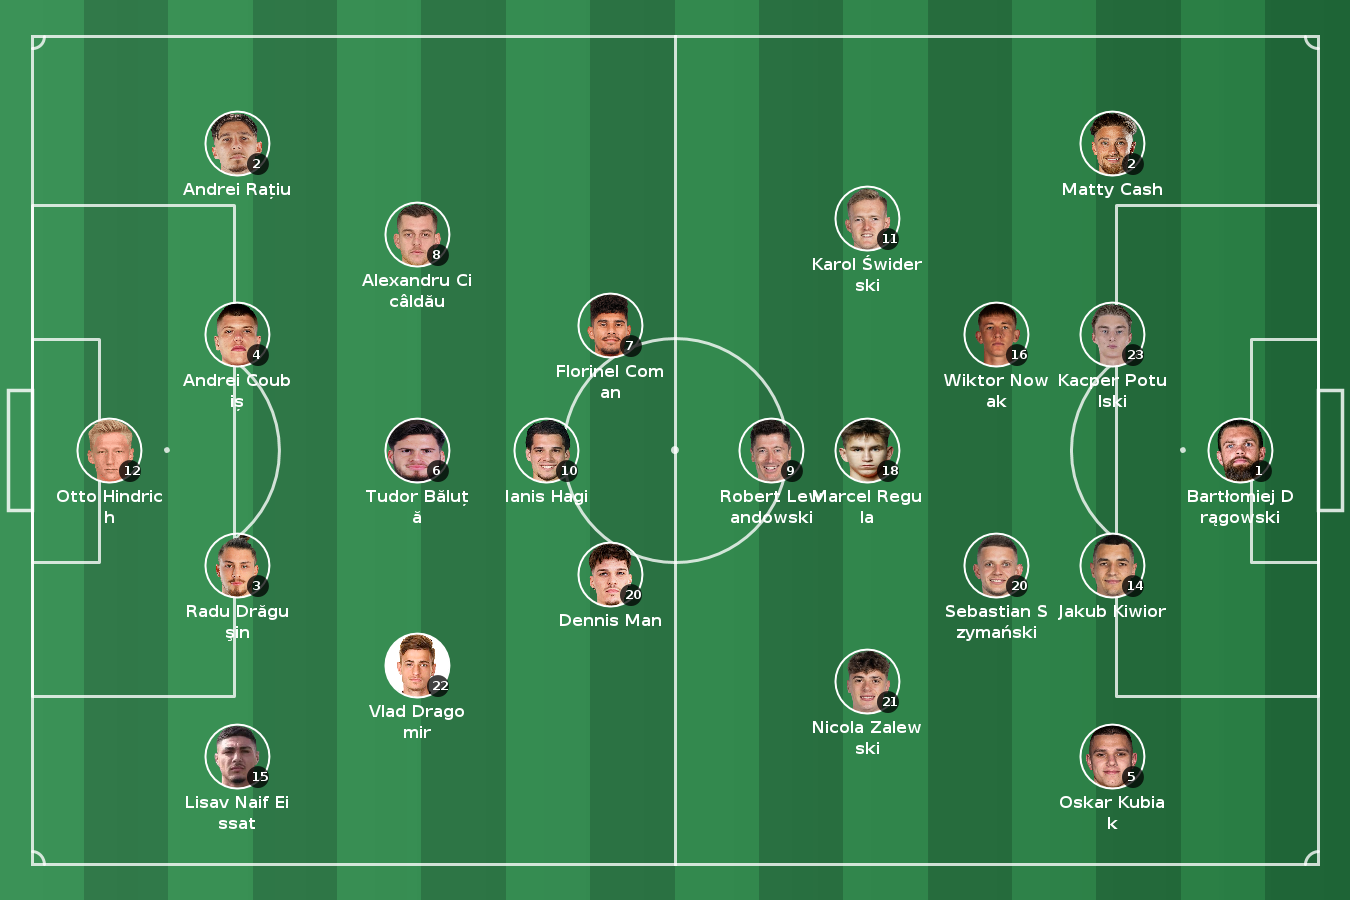 2
Andrei Rațiu
4
Andrei Coub
iș
12
Otto Hindric
h
3
Radu Drăgu
șin
15
Lisav Naif Ei
ssat
8
Alexandru Ci
câldău
6
Tudor Băluț
ă
22
Vlad Drago
mir
7
Florinel Com
an
10
Ianis Hagi
20
Dennis Man
9
Robert Lew
andowski
11
Karol Świder
ski
18
Marcel Regu
la
21
Nicola Zalew
ski
16
Wiktor Now
ak
20
Sebastian S
zymański
2
Matty Cash
23
Kacper Potu
lski
14
Jakub Kiwior
5
Oskar Kubia
k
1
Bartłomiej D
rągowski